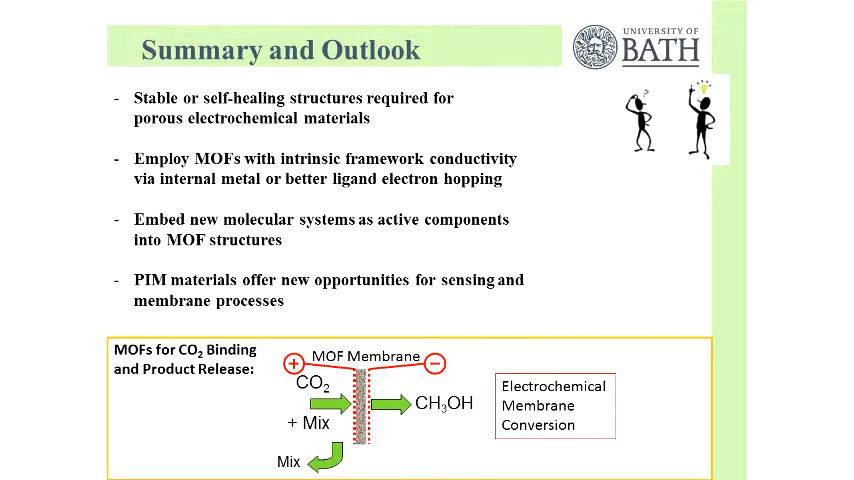 Summary and Outlook
UNIVERSITY OF
BATH
- Stable or self-healing structures required for
porous electrochemical materials
- Employ MOFs with intrinsic framework conductivity
via internal metal or better ligand electron hopping
- Embed new molecular systems as active components
into MOF structures
- PIM materials offer new opportunities for sensing and
membrane processes
MOFs for CO₂ Binding
and Product Release:
+ MOF Membrane −
CO₂
CH₃OH
+ Mix
Mix
Electrochemical
Membrane
Conversion
?